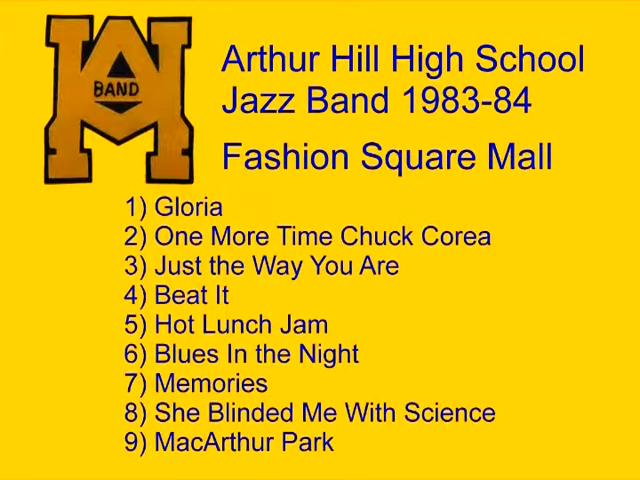 BAND
Arthur Hill High School
Jazz Band 1983-84
Fashion Square Mall
1) Gloria
2) One More Time Chuck Corea
3) Just the Way You Are
4) Beat It
5) Hot Lunch Jam
6) Blues In the Night
7) Memories
8) She Blinded Me With Science
9) MacArthur Park